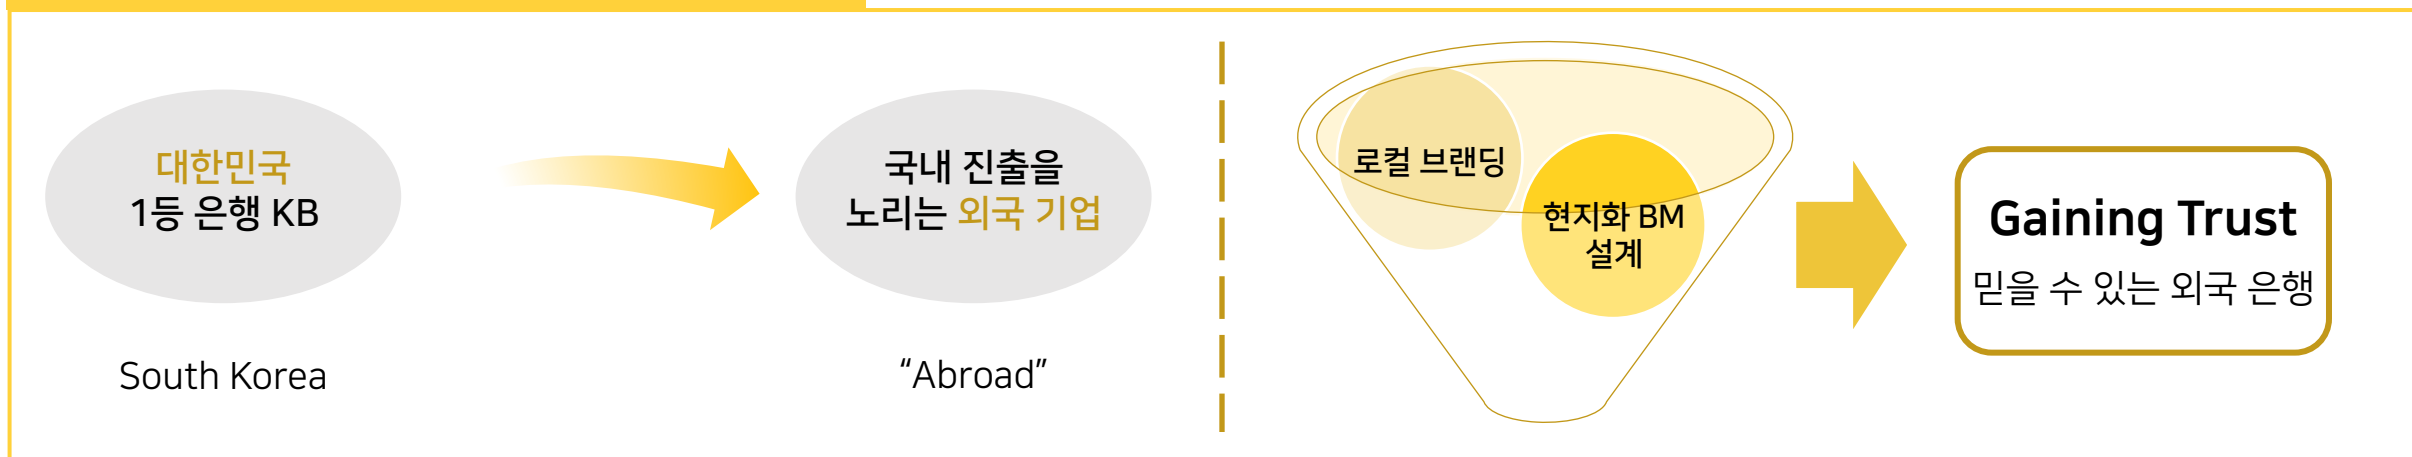 대한민국
1등 은행 KB
South Korea
국내 진출을
노리는 외국 기업
“Abroad”
로컬 브랜딩
현지화 BM
설계
Gaining Trust
믿을 수 있는 외국 은행